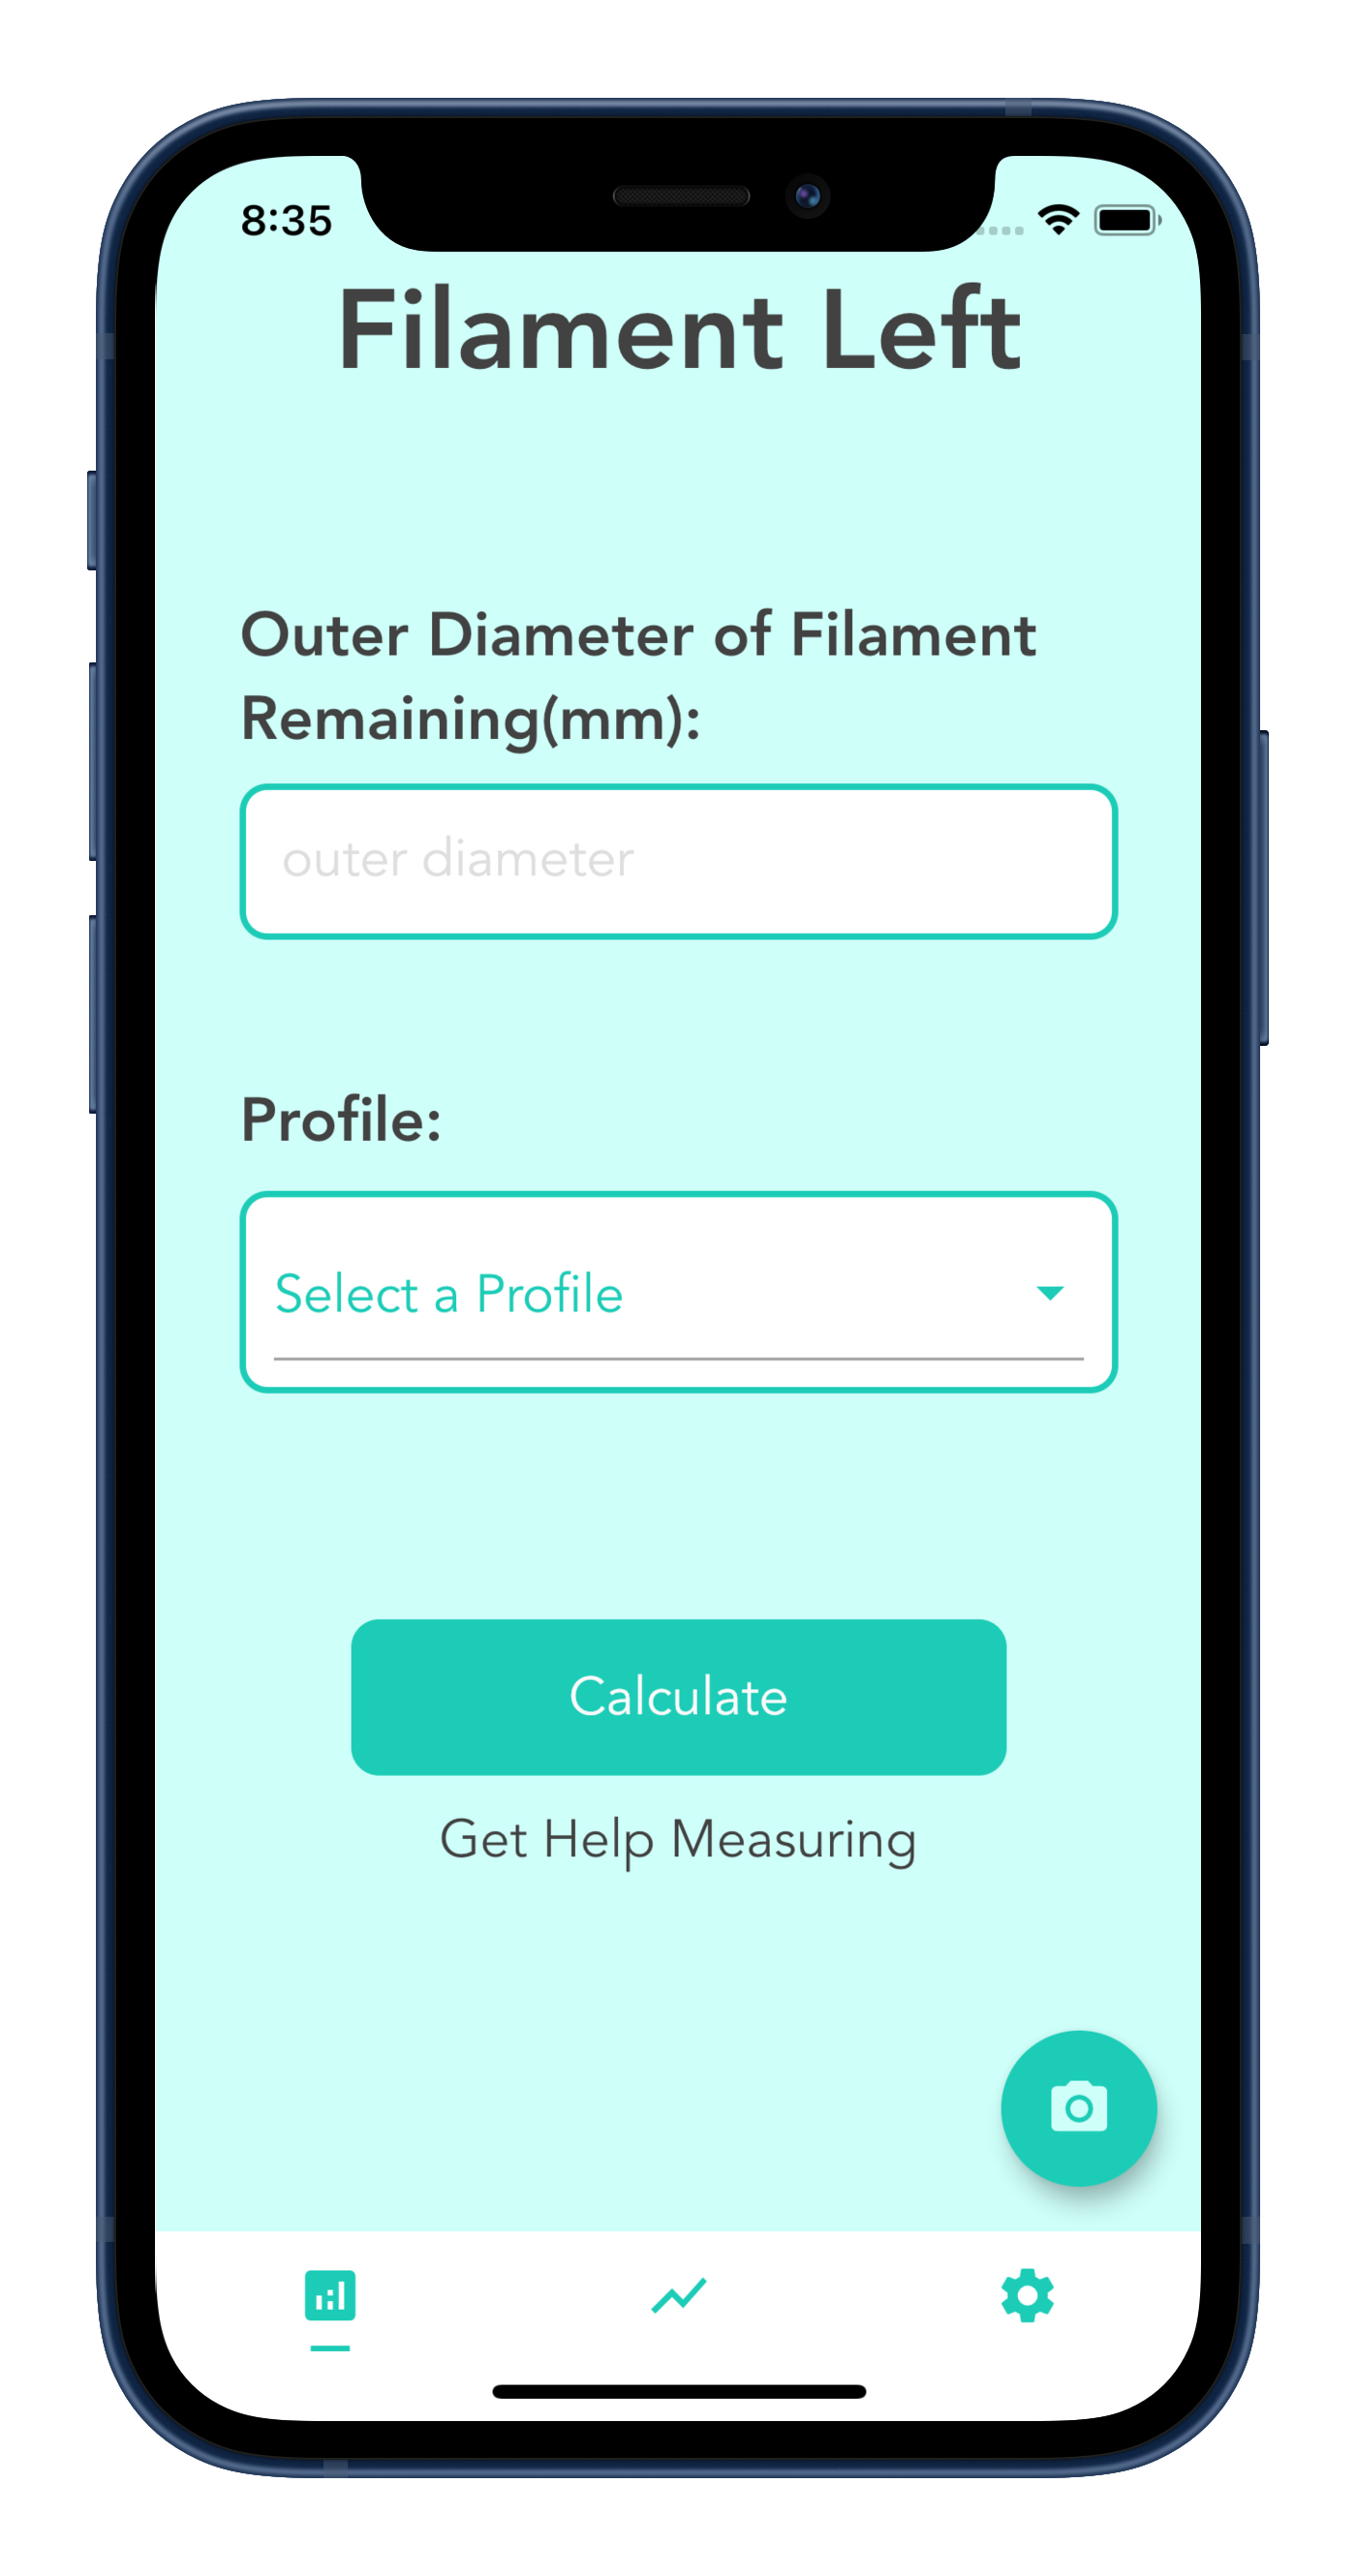 8:35
Filament Left
Outer Diameter of Filament
Remaining(mm):
outer diameter
Profile:
Select a Profile
Calculate
Get Help Measuring